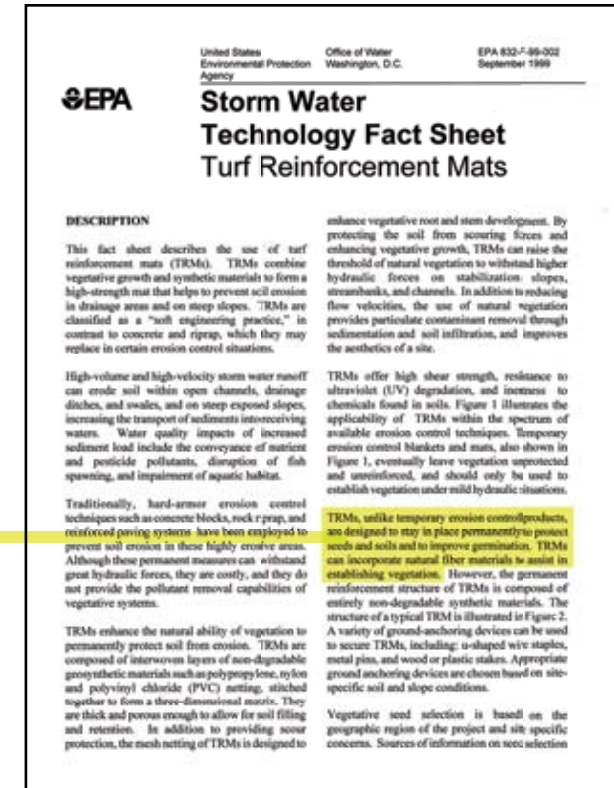 United States
Environmental Protection
Agency
Office of Water
Washington, D.C.
EPA 832-F-99-002
September 1999
EPA
Storm Water
Technology Fact Sheet
Turf Reinforcement Mats
DESCRIPTION
This fact sheet describes the use of turf
reinforcement mats (TRMs). TRMs combine
vegetative growth and synthetic materials to form a
high-strength mat that helps to prevent soil erosion
in drainage areas and on steep slopes. TRMs are
classified as a "soft engineering practice," in
contrast to concrete and riprap, which they may
replace in certain erosion control situations.
High-volume and high-velocity storm water runoff
can erode soil within open channels, drainage
ditches, and swales, and on steep exposed slopes,
increasing the transport of sediments into receiving
waters. Water quality impacts of increased
sediment load include the conveyance of nutrient
and pesticide pollutants, disruption of fish
spawning, and impairment of aquatic habitat.
Traditionally, hard-armor erosion control
techniques such as concrete blocks, rock r prap, and
reinforced paving systems have been employed to
prevent soil erosion in these highly erosive areas.
Although these permanent measures can withstand
great hydraulic forces, they are costly, and they do
not provide the pollutant removal capabilities of
vegetative systems.
TRMs enhance the natural ability of vegetation to
permanently protect soil from erosion. TRMs are
composed of interwoven layers of non-degradable
geosynthetic materials such as polypropylene, nylon
and polyvinyl chloride (PVC) netting, stitched
together to form a three-dimensional matrix. They
are thick and porous enough to allow for soil filling
and retention. In addition to providing scour
protection, the mesh netting of TRMs is designed to
enhance vegetative root and stem development. By
protecting the soil from scouring forces and
enhancing vegetative growth, TRMs can raise the
threshold of natural vegetation to withstand higher
hydraulic forces on stabilization slopes,
streambanks, and channels. In addition to reducing
flow velocities, the use of natural vegetation
provides particulate contaminant removal through
sedimentation and soil infiltration, and improves
the aesthetics of a site.
TRMs offer high shear strength, resistance to
ultraviolet (UV) degradation, and inertness to
chemicals found in soils. Figure 1 illustrates the
applicability of TRMs within the spectrum of
available erosion control techniques. Temporary
erosion control blankets and mats, also shown in
Figure 1, eventually leave vegetation unprotected
and unreinforced, and should only be used to
establish vegetation under mild hydraulic situations.
TRMs, unlike temporary erosion control products,
are designed to stay in place permanently to protect
seeds and soils and to improve germination. TRMs
can incorporate natural fiber materials to assist in
establishing vegetation. However, the permanent
reinforcement structure of TRMs is composed of
entirely non-degradable synthetic materials. The
structure of a typical TRM is illustrated in Figure 2.
A variety of ground-anchoring devices can be used
to secure TRMs, including: u-shaped wire staples,
metal pins, and wood or plastic stakes. Appropriate
ground anchoring devices are chosen based on site-
specific soil and slope conditions.
Vegetative seed selection is based on the
geographic region of the project and site specific
concerns. Sources of information on seed selection